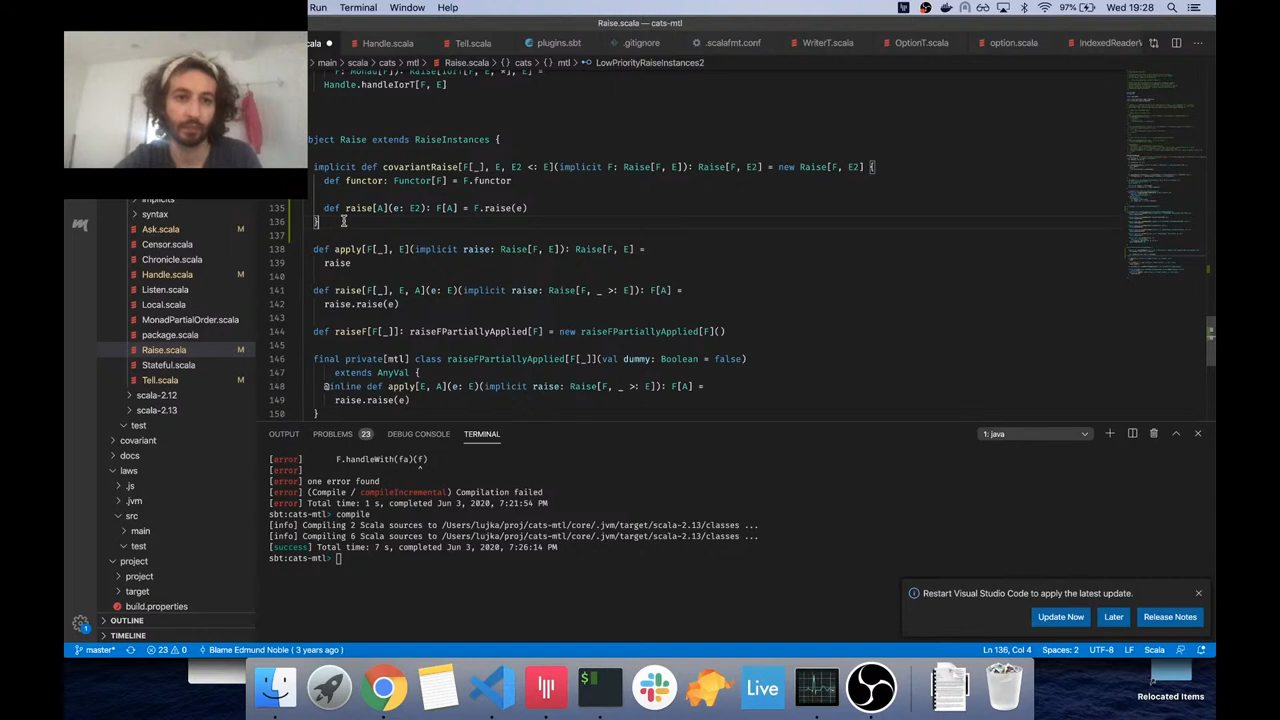 Run Terminal Window Help 97% Wed 19:28
Raise.scala — cats-mtl
Handle.scala Tell.scala plugins.sbt .gitignore .scalafmt.conf WriterT.scala OptionT.scala option.scala IndexedReaderV
main scala cats mtl Raise.scala {} cats {} mtl LowPriorityRaiseInstances2
F: Monad[F]): Raise[IorT[F, E, *], E] =
Handle.handleIorT[F, E]
bject Raise extends RaiseInstances {
implicit def covariantRaise[F[_], E, E2 <: E](implicit F: Raise[F, E]): Raise[F, E2] = new Raise[F, E2] {
def functor: Functor[F] = F.functor
135 def raise[A](e: E2): F[A] = F.raise(e)
136 }
137
138 def apply[F[_], E](implicit raise: Raise[F, E]): Raise[F, E] =
139 raise
140
141 def raise[F[_], E, A](e: E)(implicit raise: Raise[F, _ >: E]): F[A] =
142 raise.raise(e)
143
144 def raiseF[F[_]]: raiseFPartiallyApplied[F] = new raiseFPartiallyApplied[F]()
145
146 final private[mtl] class raiseFPartiallyApplied[F[_]](val dummy: Boolean = false)
147 extends AnyVal {
148 @inline def apply[E, A](e: E)(implicit raise: Raise[F, _ >: E]): F[A] =
149 raise.raise(e)
150 }
implicits
syntax
Ask.scala M
Censor.scala
Chronicle.scala
Handle.scala M
Listen.scala
Local.scala
MonadPartialOrder.scala
package.scala
Raise.scala M
Stateful.scala
Tell.scala M
scala-2.12
scala-2.13
test
covariant
docs
laws
.js
.jvm
src
main
test
project
project
target
build.properties
OUTLINE
TIMELINE
OUTPUT PROBLEMS 23 DEBUG CONSOLE TERMINAL 1: java
[error] F.handleWith(fa)(f)
[error] ^
[error] one error found
[error] (Compile / compileIncremental) Compilation failed
[error] Total time: 1 s, completed Jun 3, 2020, 7:21:54 PM
sbt:cats-mtl> compile
[info] Compiling 2 Scala sources to /Users/lujka/proj/cats-mtl/core/.jvm/target/scala-2.13/classes ...
[info] Compiling 6 Scala sources to /Users/lujka/proj/cats-mtl/core/.jvm/target/scala-2.13/classes ...
[success] Total time: 7 s, completed Jun 3, 2020, 7:26:14 PM
sbt:cats-mtl>
Restart Visual Studio Code to apply the latest update.
Update Now Later Release Notes
master* 23 0 Blame Edmund Noble ( 3 years ago ) Ln 136, Col 4 Spaces: 2 UTF-8 LF Scala
Live
Relocated Items